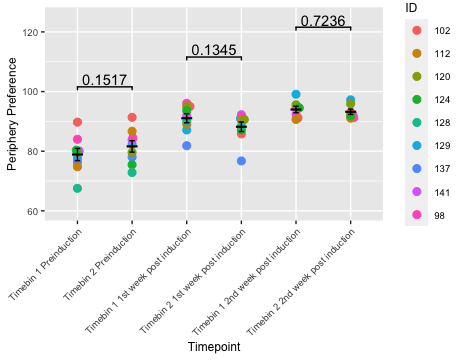 ID
102
112
120
124
128
129
137
141
98
Periphery Preference
120
100
80
60
0.1517
0.1345
0.7236
Timebin 1 Preinduction
Timebin 2 Preinduction
Timebin 1 1st week post induction
Timebin 2 1st week post induction
Timebin 1 2nd week post induction
Timebin 2 2nd week post induction
Timepoint